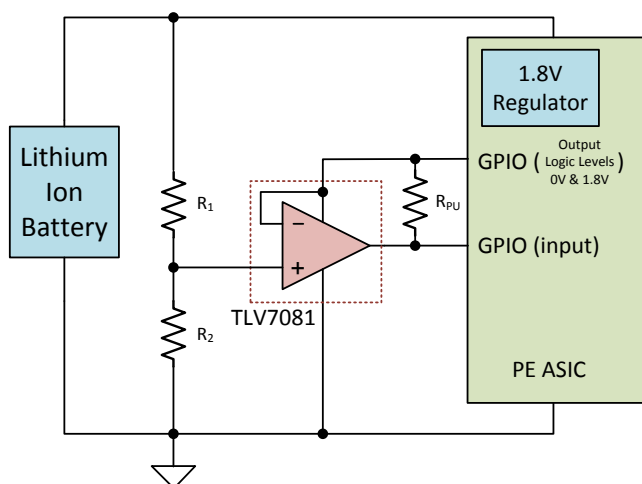 1.8V
Regulator
Lithium
Ion
Battery
GPIO ( Output
Logic Levels
0V & 1.8V )
R1
RPU
−
+
GPIO (input)
TLV7081
R2
PE ASIC